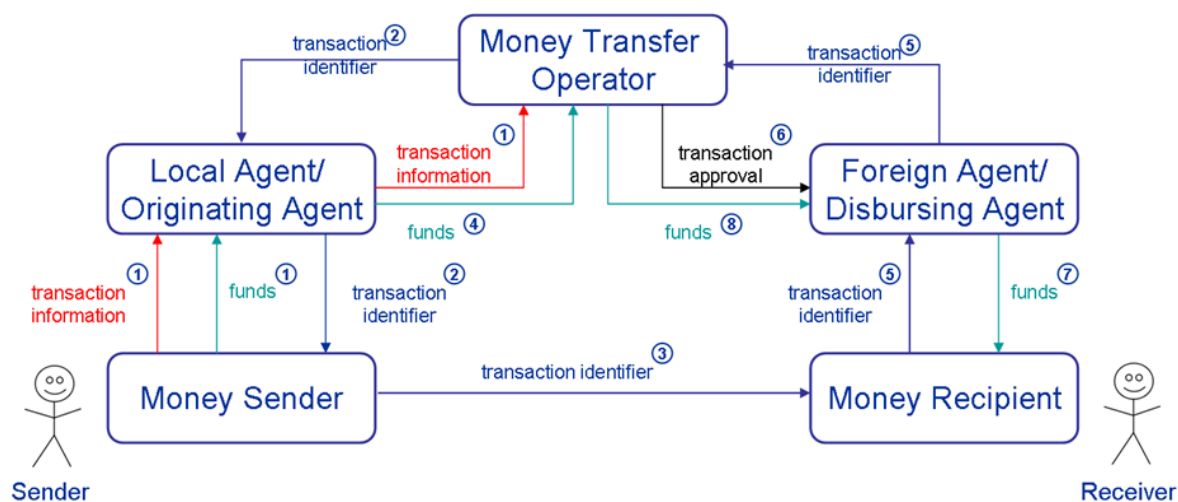 transaction ②
identifier
Money Transfer
Operator
transaction ⑤
identifier
transaction ①
information
transaction ⑥
approval
Local Agent/
Originating Agent
Foreign Agent/
Disbursing Agent
funds ④
funds ⑧
transaction ①
information
funds ①
transaction ②
identifier
transaction ⑤
identifier
funds ⑦
transaction identifier ③
Money Sender
Money Recipient
Sender
Receiver